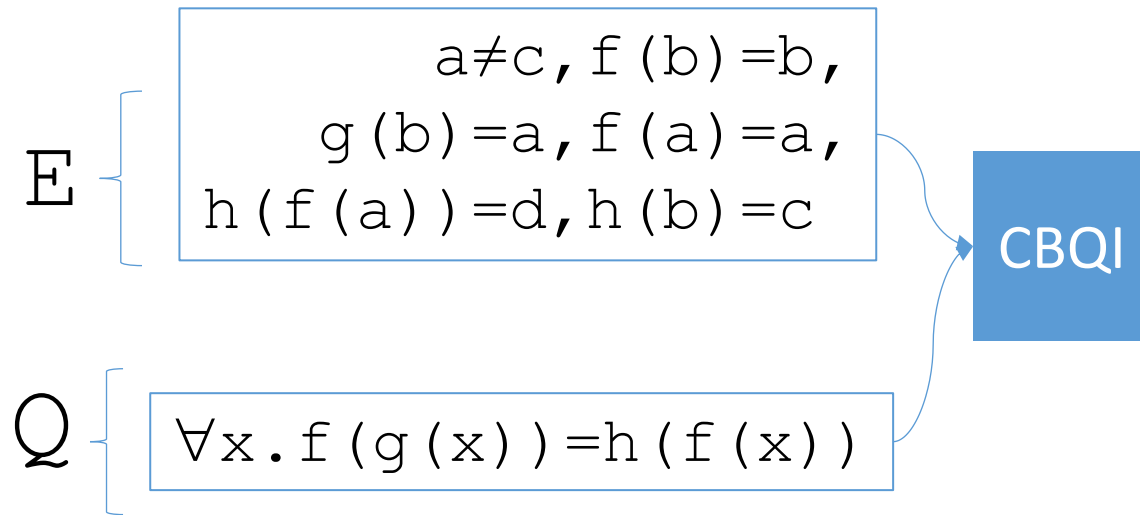 E
a≠c,f(b)=b,
g(b)=a,f(a)=a,
h(f(a))=d,h(b)=c
CBQI
Q
∀x.f(g(x))=h(f(x))